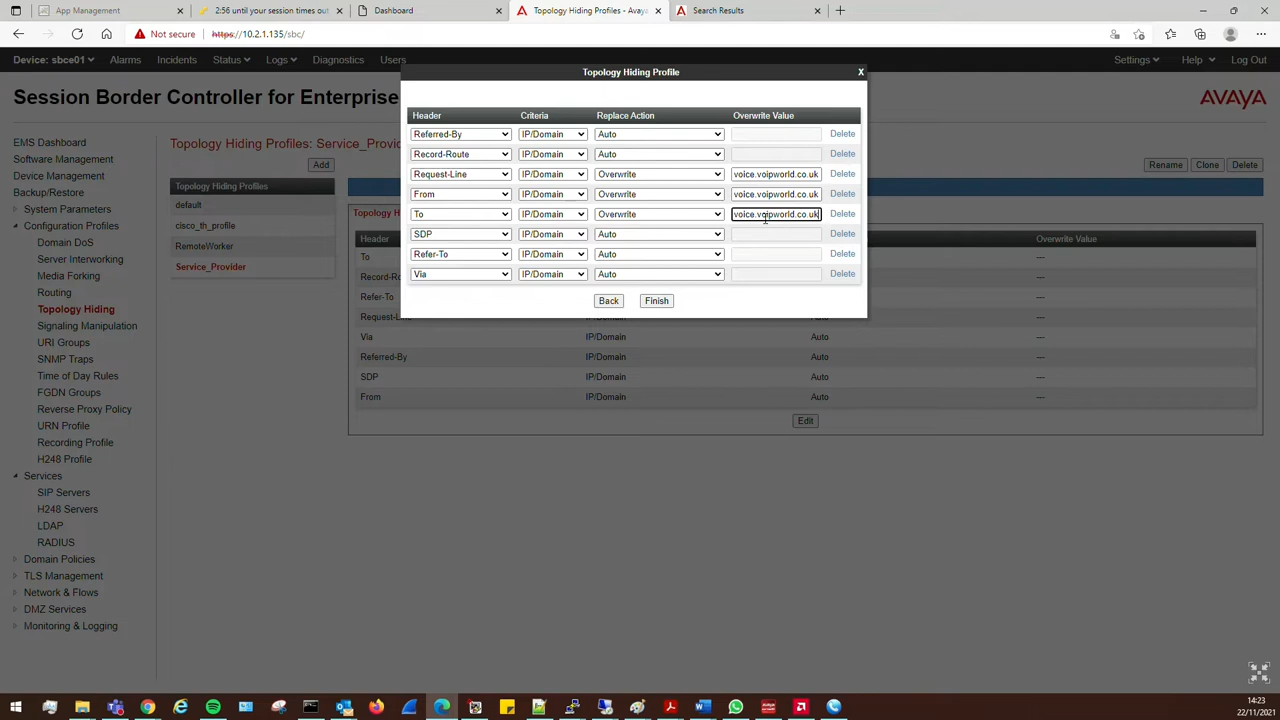 App Management
2:56 until your session times out
Dashboard
Topology Hiding Profiles - Avaya
Search Results
Not secure
https://10.2.1.135/sbc/
Device: sbce01
Alarms
Incidents
Status
Logs
Diagnostics
Users
Settings
Help
Log Out
Session Border Controller for Enterprise
AVAYA
EMS Dashboard
Software Management
Device Management
Backup/Restore
System Parameters
Configuration Profiles
Domain DoS
Server Interworking
Media Forking
Routing
Topology Hiding
Signaling Manipulation
URI Groups
SNMP Traps
Time of Day Rules
FGDN Groups
Reverse Proxy Policy
URN Profile
Recording Profile
H248 Profile
Services
SIP Servers
H248 Servers
LDAP
RADIUS
Domain Policies
TLS Management
Network & Flows
DMZ Services
Monitoring & Logging
Topology Hiding Profiles: Service_Provi
Add
Rename
Clone
Delete
Topology Hiding Profiles
default
cisco_th_profile
RemoteWorker
Service_Provider
Topology H
Header
Overwrite Value
To
---
Record-Ro
---
Refer-To
---
Request-Line
IP/Domain
Auto
---
Via
IP/Domain
Auto
---
Referred-By
IP/Domain
Auto
---
SDP
IP/Domain
Auto
---
From
IP/Domain
Auto
---
Edit
Topology Hiding Profile
X
Header
Criteria
Replace Action
Overwrite Value
Referred-By
IP/Domain
Auto
Delete
Record-Route
IP/Domain
Auto
Delete
Request-Line
IP/Domain
Overwrite
voice.voipworld.co.uk
Delete
From
IP/Domain
Overwrite
voice.voipworld.co.uk
Delete
To
IP/Domain
Overwrite
voice.voipworld.co.uk
Delete
SDP
IP/Domain
Auto
Delete
Refer-To
IP/Domain
Auto
Delete
Via
IP/Domain
Auto
Delete
Back
Finish
14:23
22/11/2021